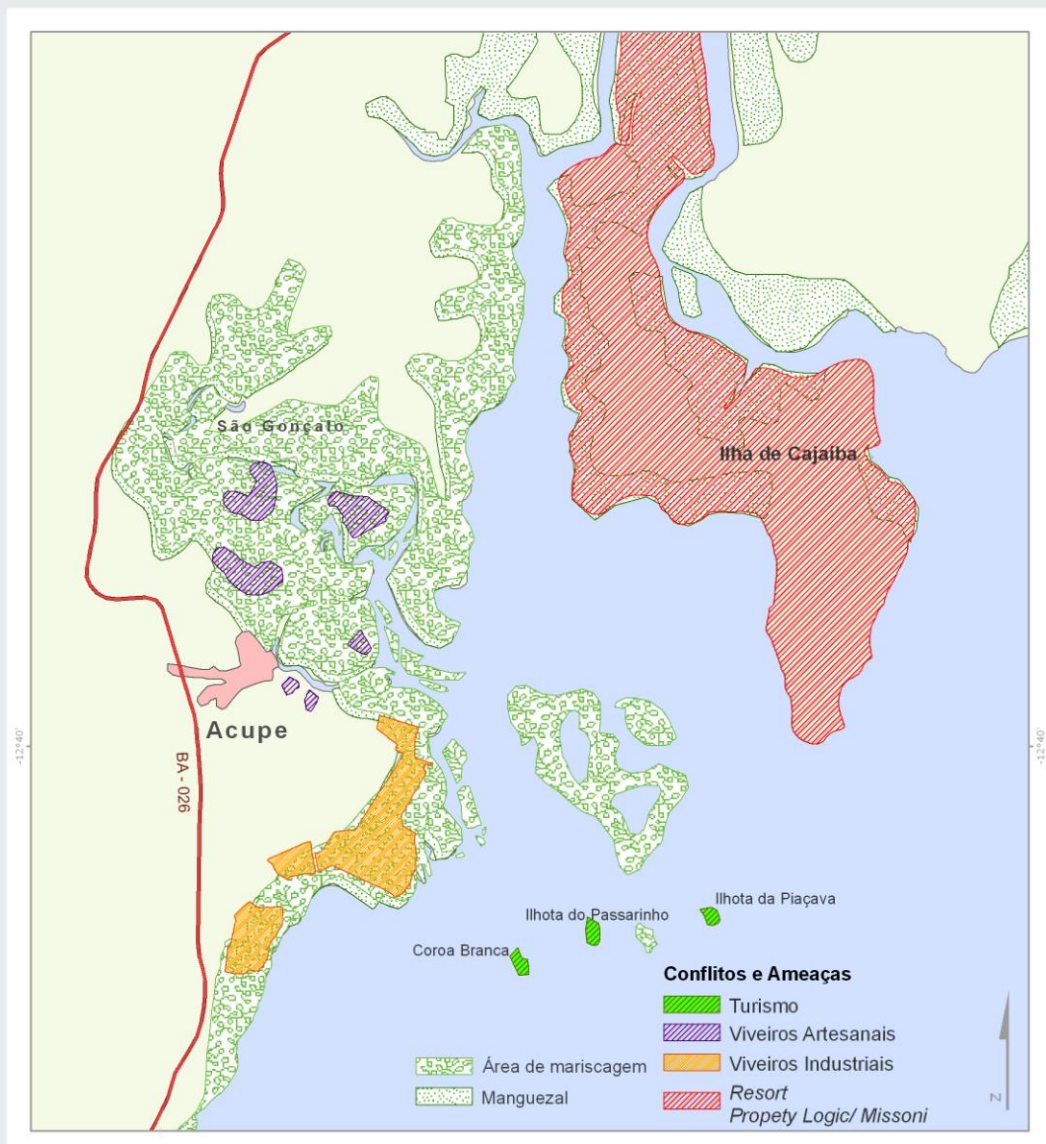 São Gonçalo
Ilha de Cajaíba
Acupe
BA - 026
-12°40'
-12°40'
Ilhota da Piaçava
Ilhota do Passarinho
Coroa Branca
Conflitos e Ameaças
Turismo
Viveiros Artesanais
Viveiros Industriais
Resort
Propety Logic/ Missoni
Área de mariscagem
Manguezal
N